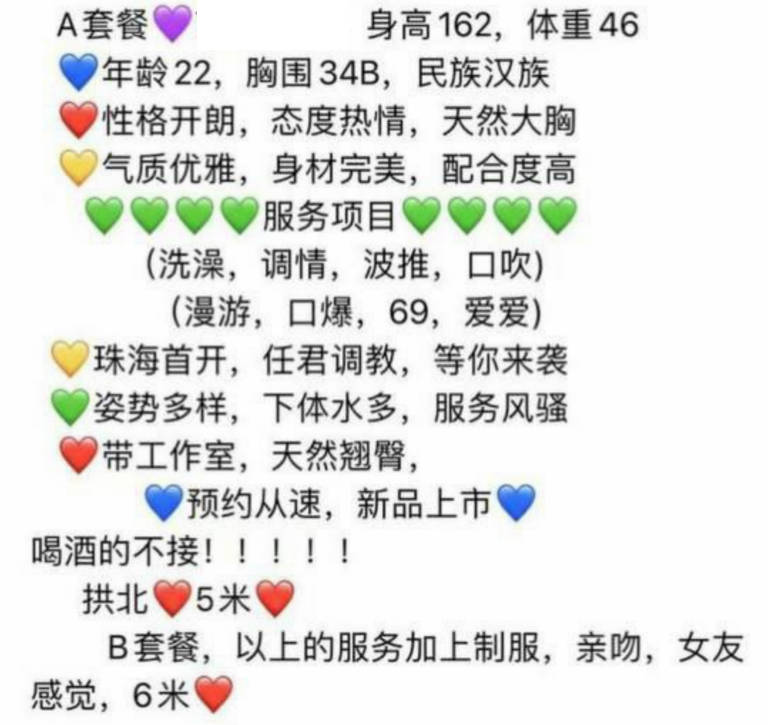 A套餐💜 身高162，体重46
💙年龄22，胸围34B，民族汉族
❤️性格开朗，态度热情，天然大胸
💛气质优雅，身材完美，配合度高
💚💚💚💚服务项目💚💚💚💚
(洗澡，调情，波推，口吹)
(漫游，口爆，69，爱爱)
💛珠海首开，任君调教，等你来袭
💚姿势多样，下体水多，服务风骚
❤️带工作室，天然翘臀，
💙预约从速，新品上市💙
喝酒的不接！！！！！
拱北❤️5米❤️
B套餐，以上的服务加上制服，亲吻，女友
感觉，6米❤️